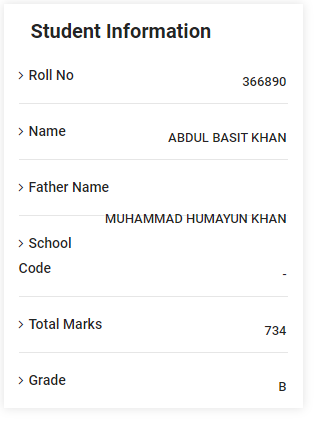 Student Information
> Roll No
366890
> Name
ABDUL BASIT KHAN
> Father Name
MUHAMMAD HUMAYUN KHAN
> School
Code
-
> Total Marks
734
> Grade
B